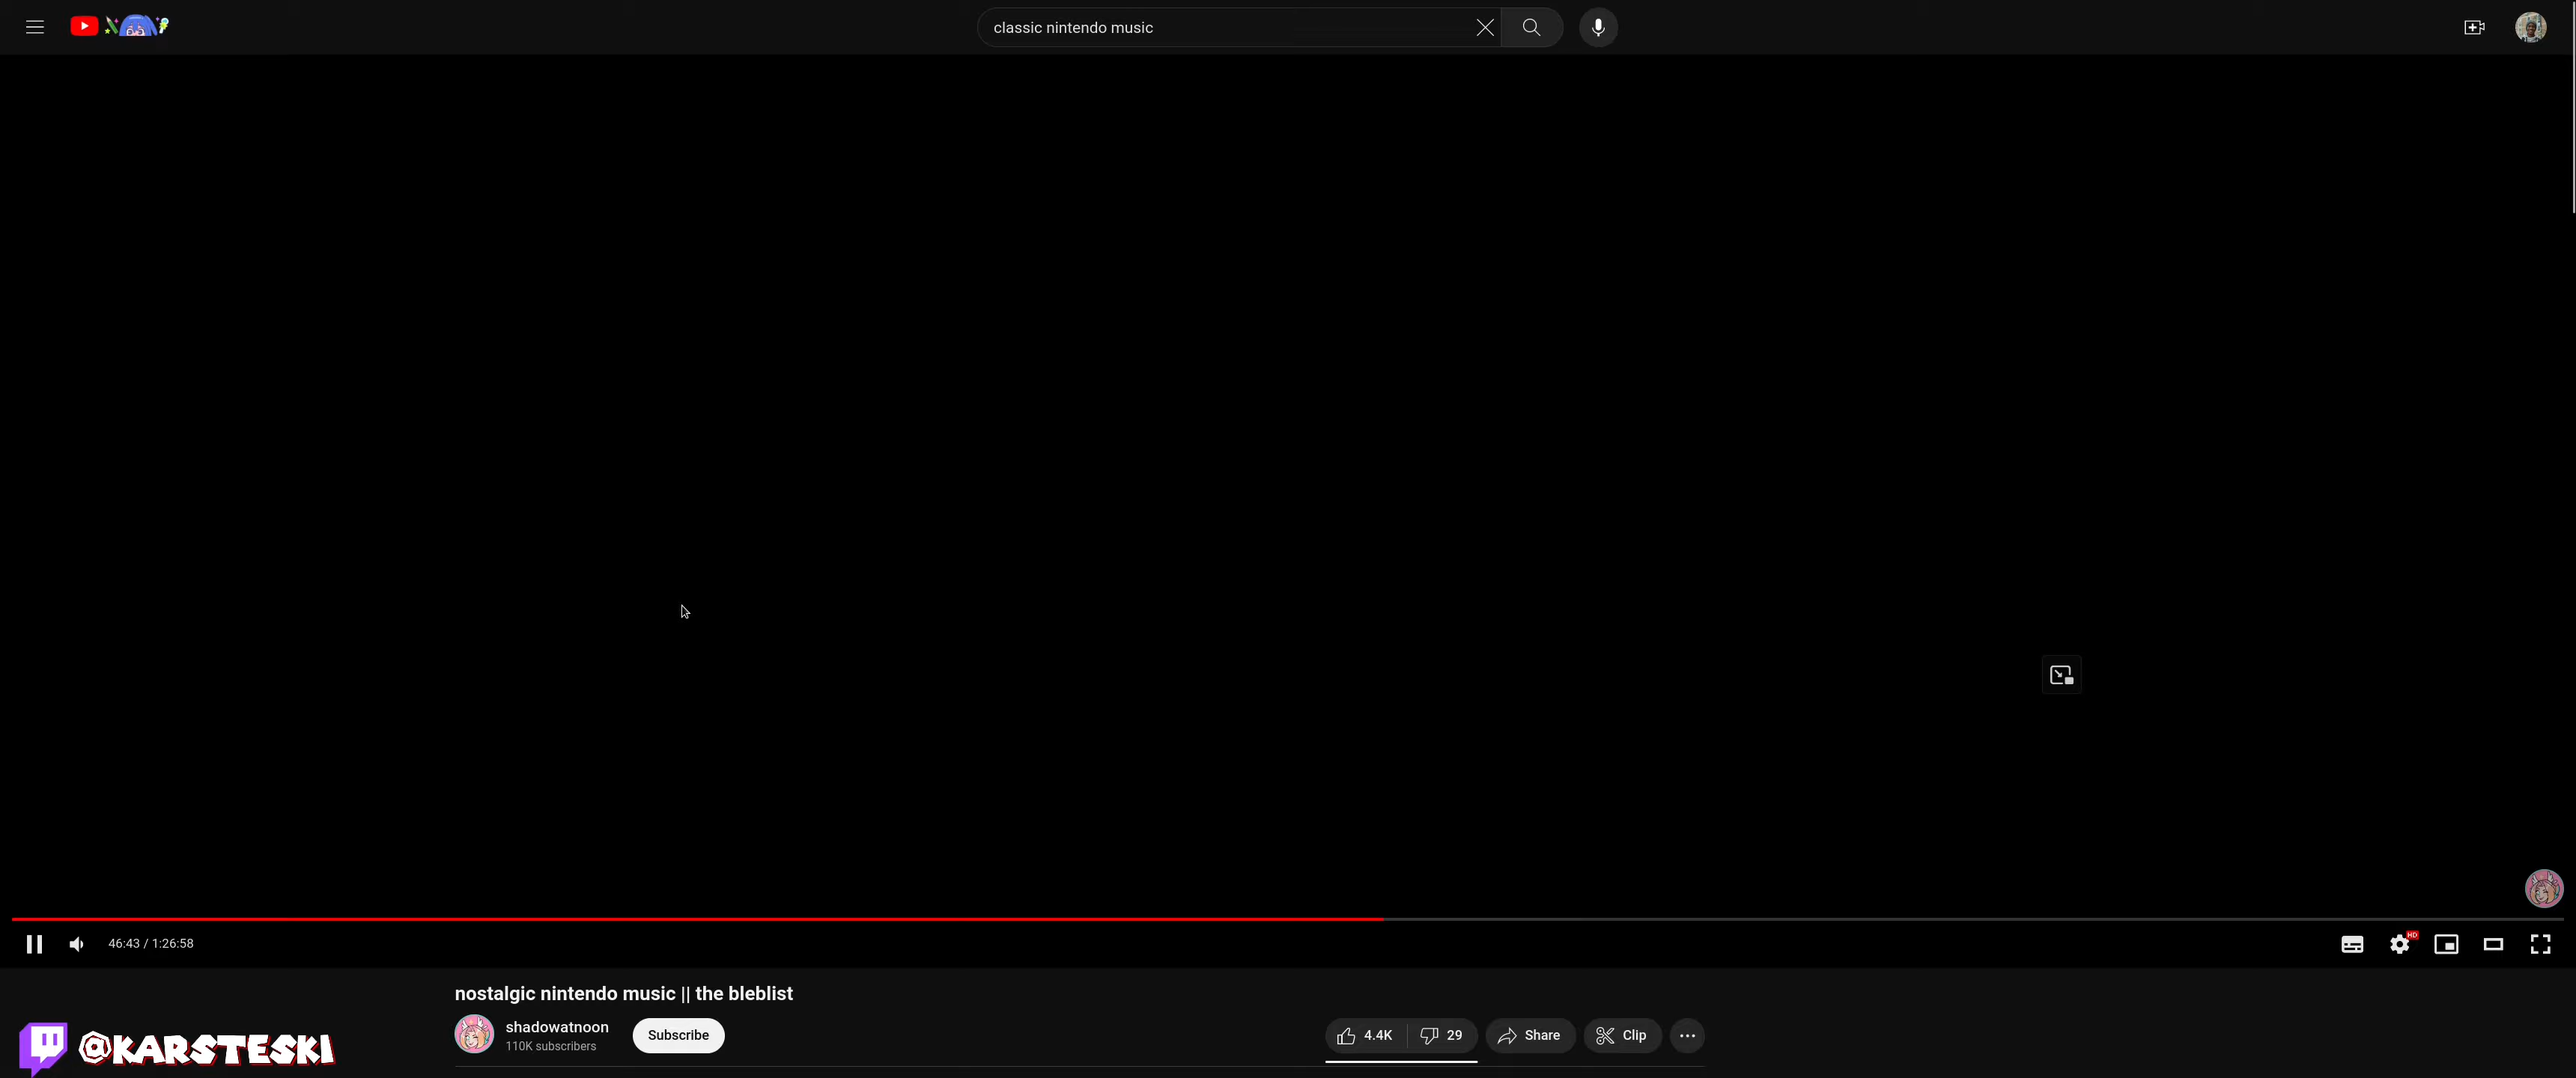 classic nintendo music
46:43 / 1:26:58
HD
nostalgic nintendo music || the bleblist
shadowatnoon
110K subscribers
Subscribe
4.4K
29
Share
Clip
@KARSTESKI